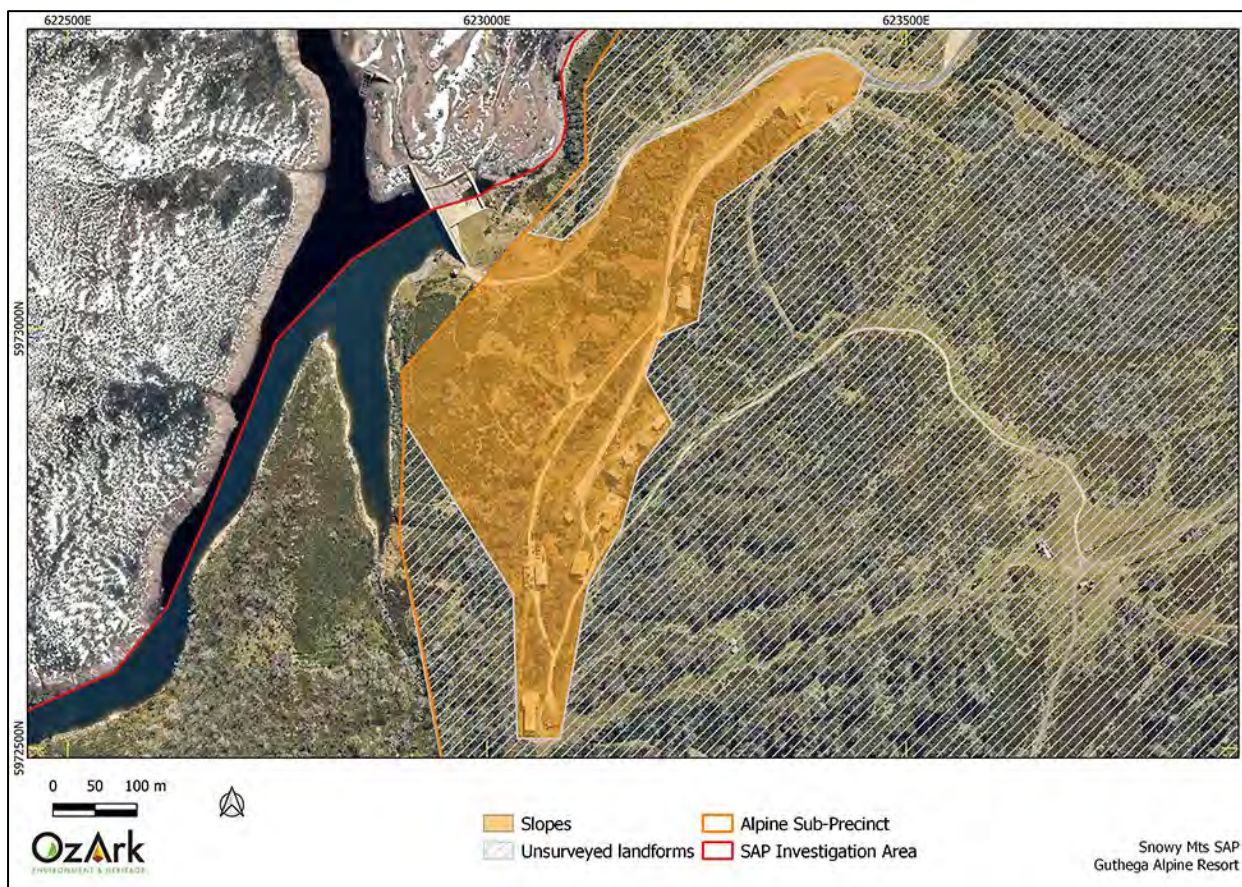 622500E
623000E
623500E
5973000N
5972500N
0 50 100 m
OzArk
ENVIRONMENT & HERITAGE
Slopes
Unsurveyed landforms
Alpine Sub-Precinct
SAP Investigation Area
Snowy Mts SAP
Guthega Alpine Resort